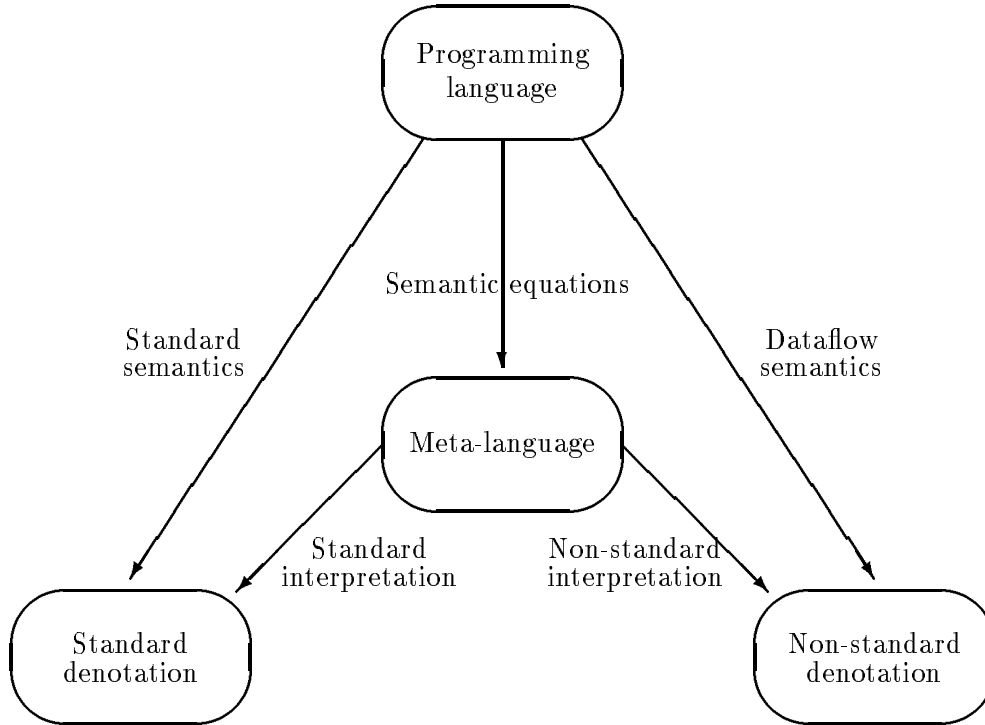 Programming
language
Semantic equations
Standard
semantics
Dataflow
semantics
Meta-language
Standard
interpretation
Non-standard
interpretation
Standard
denotation
Non-standard
denotation